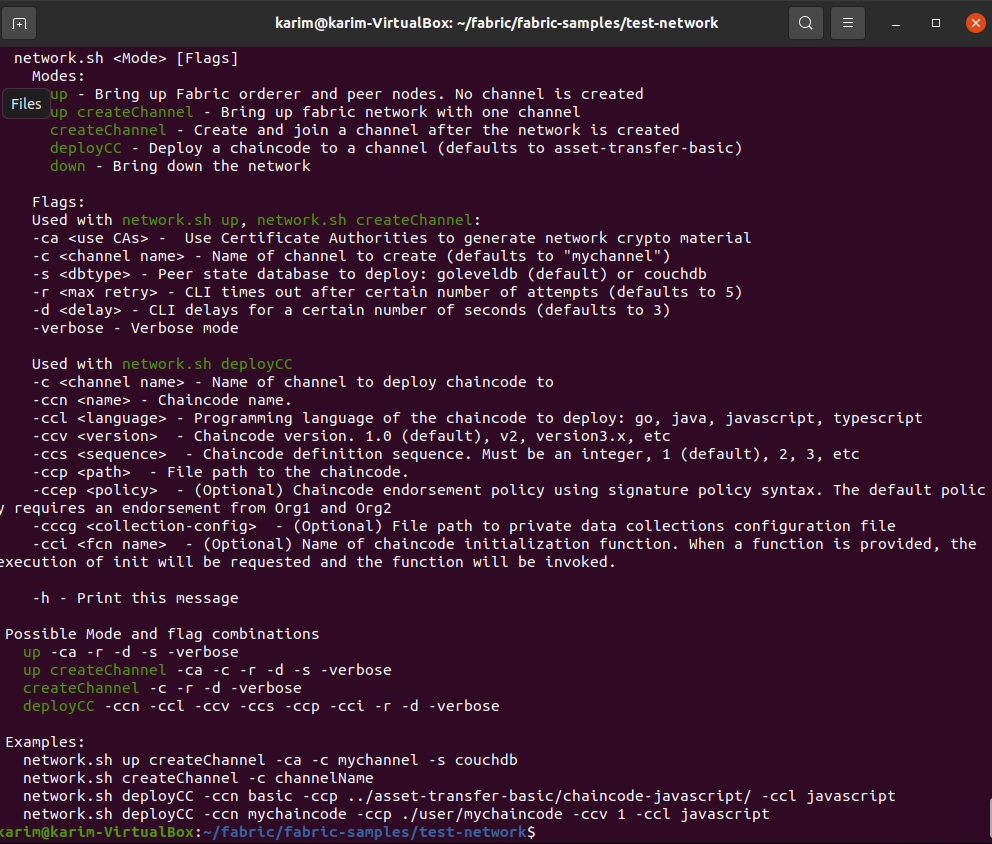 karim@karim-VirtualBox: ~/fabric/fabric-samples/test-network
network.sh <Mode> [Flags]
Modes:
up - Bring up Fabric orderer and peer nodes. No channel is created
Files
up createChannel - Bring up fabric network with one channel
createChannel - Create and join a channel after the network is created
deployCC - Deploy a chaincode to a channel (defaults to asset-transfer-basic)
down - Bring down the network
Flags:
Used with network.sh up, network.sh createChannel:
-ca <use CAs> -  Use Certificate Authorities to generate network crypto material
-c <channel name> - Name of channel to create (defaults to "mychannel")
-s <dbtype> - Peer state database to deploy: goleveldb (default) or couchdb
-r <max retry> - CLI times out after certain number of attempts (defaults to 5)
-d <delay> - CLI delays for a certain number of seconds (defaults to 3)
-verbose - Verbose mode
Used with network.sh deployCC
-c <channel name> - Name of channel to deploy chaincode to
-ccn <name> - Chaincode name.
-ccl <language> - Programming language of the chaincode to deploy: go, java, javascript, typescript
-ccv <version>  - Chaincode version. 1.0 (default), v2, version3.x, etc
-ccs <sequence>  - Chaincode definition sequence. Must be an integer, 1 (default), 2, 3, etc
-ccp <path>  - File path to the chaincode.
-ccep <policy>  - (Optional) Chaincode endorsement policy using signature policy syntax. The default polic
y requires an endorsement from Org1 and Org2
-cccg <collection-config>  - (Optional) File path to private data collections configuration file
-cci <fcn name>  - (Optional) Name of chaincode initialization function. When a function is provided, the
execution of init will be requested and the function will be invoked.
-h - Print this message
Possible Mode and flag combinations
up -ca -r -d -s -verbose
up createChannel -ca -c -r -d -s -verbose
createChannel -c -r -d -verbose
deployCC -ccn -ccl -ccv -ccs -ccp -cci -r -d -verbose
Examples:
network.sh up createChannel -ca -c mychannel -s couchdb
network.sh createChannel -c channelName
network.sh deployCC -ccn basic -ccp ../asset-transfer-basic/chaincode-javascript/ -ccl javascript
network.sh deployCC -ccn mychaincode -ccp ./user/mychaincode -ccv 1 -ccl javascript
karim@karim-VirtualBox:~/fabric/fabric-samples/test-network$